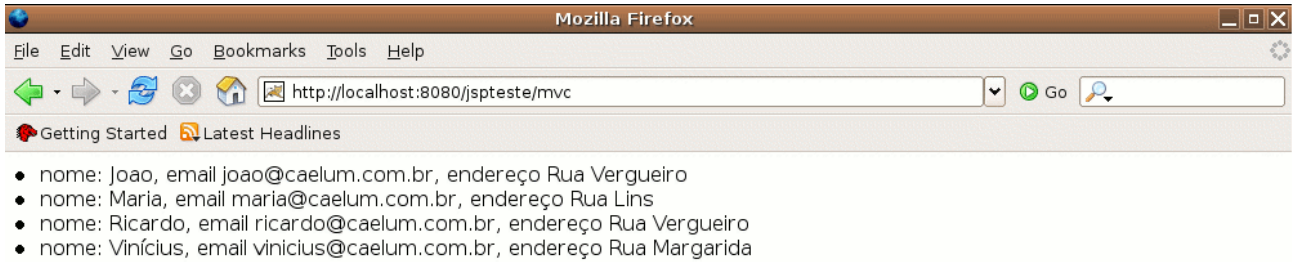 Mozilla Firefox
File Edit View Go Bookmarks Tools Help
http://localhost:8080/jspteste/mvc Go
Getting Started Latest Headlines
nome: Joao, email joao@caelum.com.br, endereço Rua Vergueiro
nome: Maria, email maria@caelum.com.br, endereço Rua Lins
nome: Ricardo, email ricardo@caelum.com.br, endereço Rua Vergueiro
nome: Vinícius, email vinicius@caelum.com.br, endereço Rua Margarida